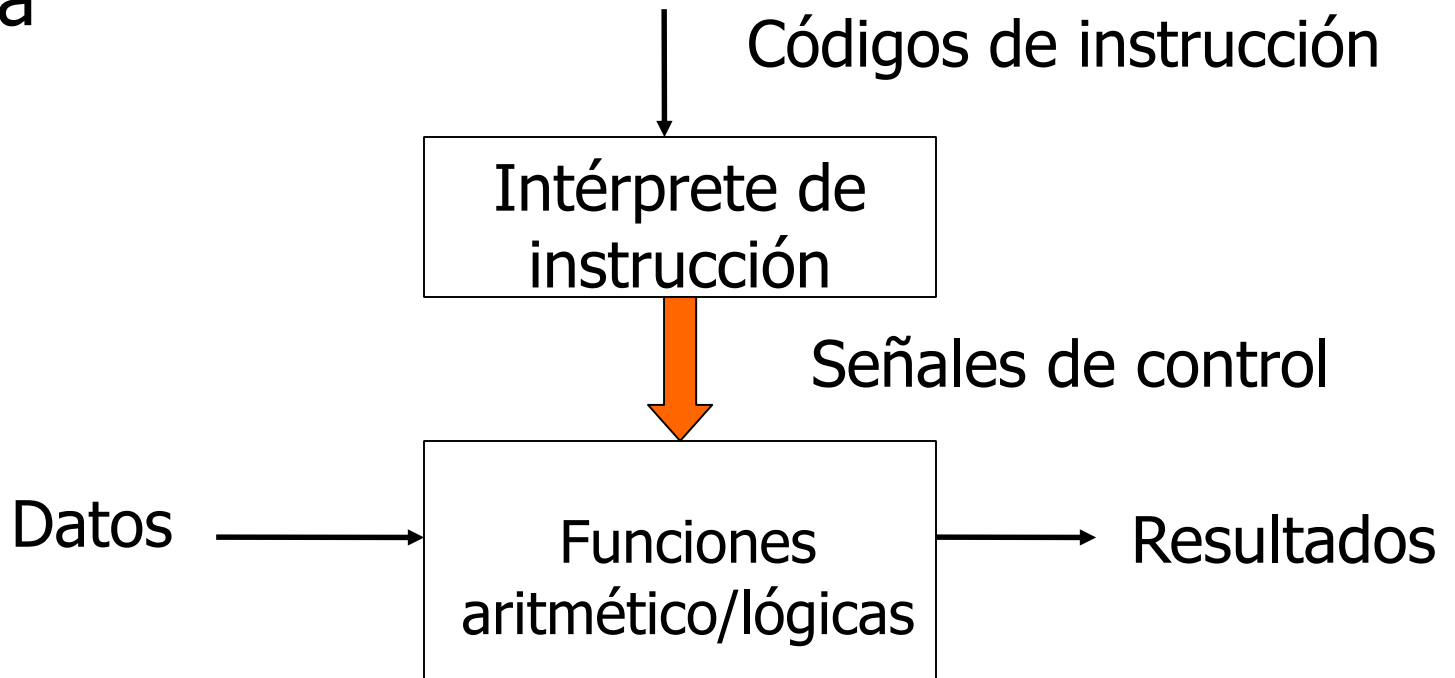 a
Códigos de instrucción
Intérprete de
instrucción
Señales de control
Datos
Funciones
aritmético/lógicas
Resultados